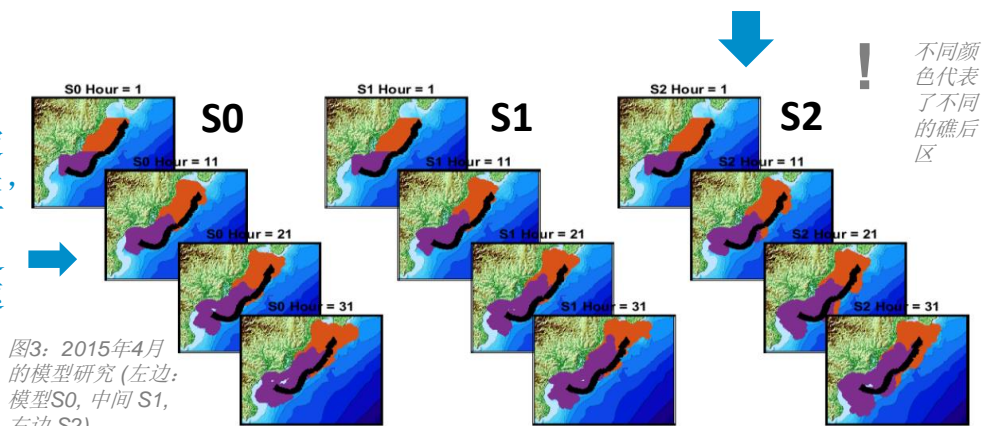 不同颜
色代表
了不同
的礁后
区
!
S0 Hour = 1
S0
S0 Hour = 11
S0 Hour = 21
S0 Hour = 31
S1 Hour = 1
S1
S1 Hour = 11
S1 Hour = 21
S1 Hour = 31
S2 Hour = 1
S2
S2 Hour = 11
S2 Hour = 21
S2 Hour = 31
图3: 2015年4月
的模型研究 (左边:
模型S0, 中间 S1,
右边 S2)